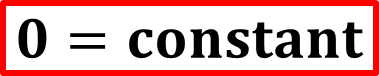 0 = constant